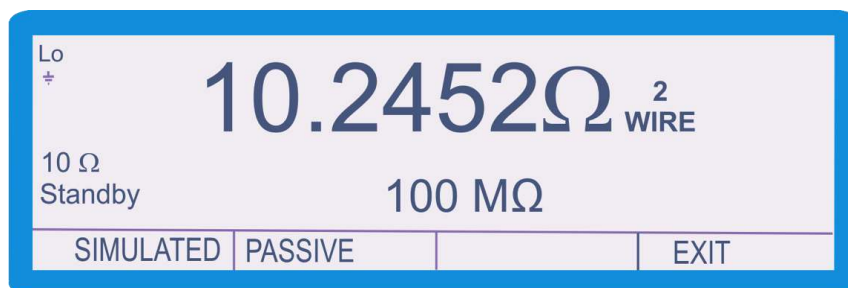 Lo
10.2452Ω 2 WIRE
10 Ω
Standby
100 MΩ
SIMULATED PASSIVE EXIT